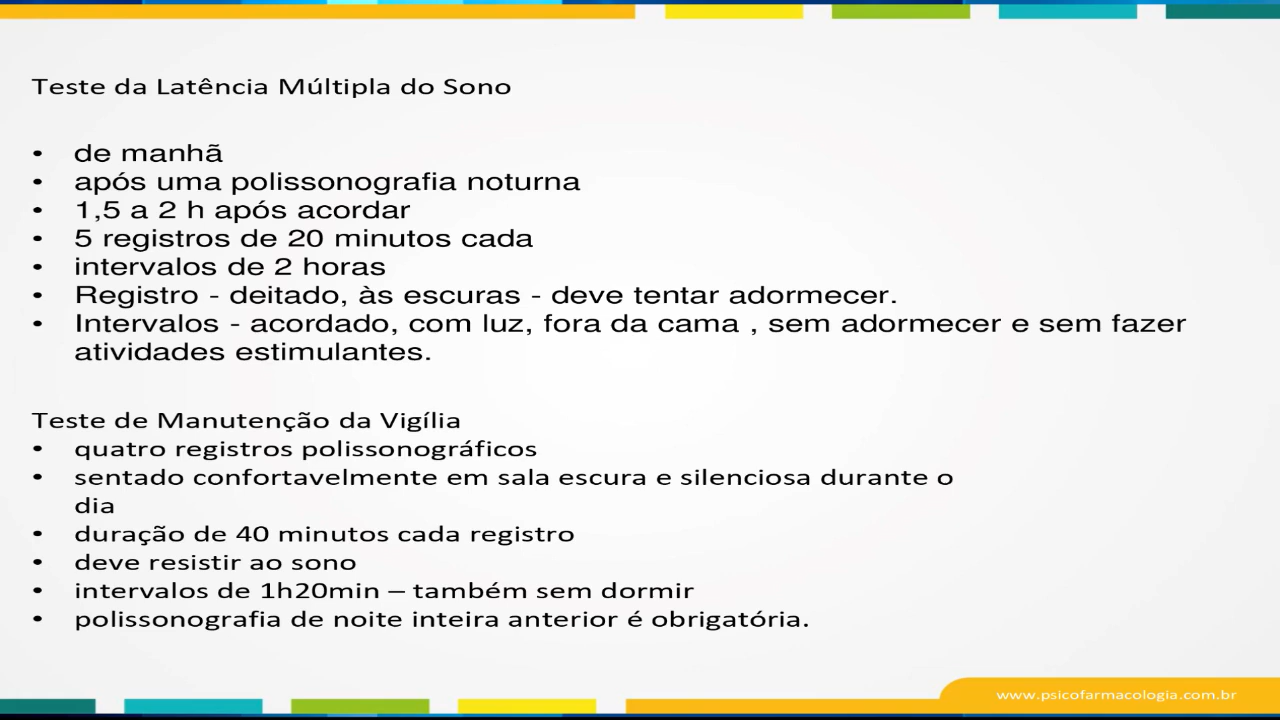 Teste da Latência Múltipla do Sono
• de manhã
• após uma polissonografia noturna
• 1,5 a 2 h após acordar
• 5 registros de 20 minutos cada
• intervalos de 2 horas
• Registro - deitado, às escuras - deve tentar adormecer.
• Intervalos - acordado, com luz, fora da cama , sem adormecer e sem fazer
atividades estimulantes.
Teste de Manutenção da Vigília
• quatro registros polissonográficos
• sentado confortavelmente em sala escura e silenciosa durante o
dia
• duração de 40 minutos cada registro
• deve resistir ao sono
• intervalos de 1h20min – também sem dormir
• polissonografia de noite inteira anterior é obrigatória.
www.psicofarmacologia.com.br